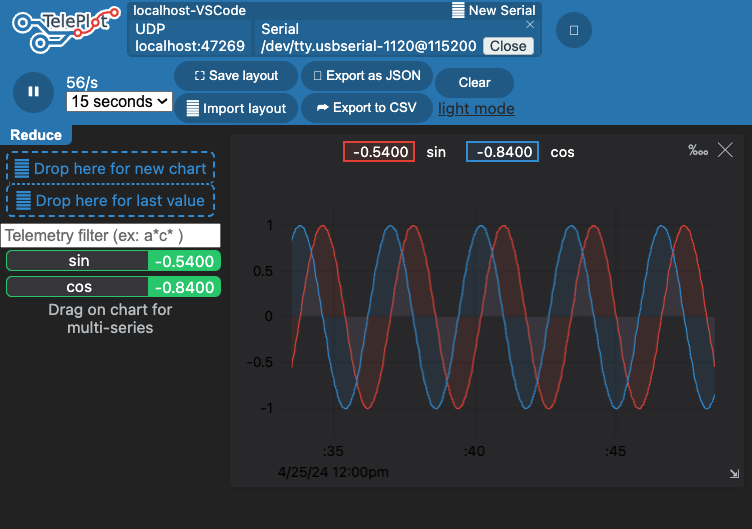 TelePlot
localhost-VSCode
New Serial
UDP
localhost:47269
Serial
/dev/tty.usbserial-1120@115200
Close
56/s
15 seconds
Save layout
Export as JSON
Clear
Import layout
Export to CSV
light mode
Reduce
Drop here for new chart
Drop here for last value
Telemetry filter (ex: a*c* )
sin -0.5400
cos -0.8400
Drag on chart for
multi-series
-0.5400 sin -0.8400 cos
1
0.5
0
-0.5
-1
:35 :40 :45
4/25/24 12:00pm